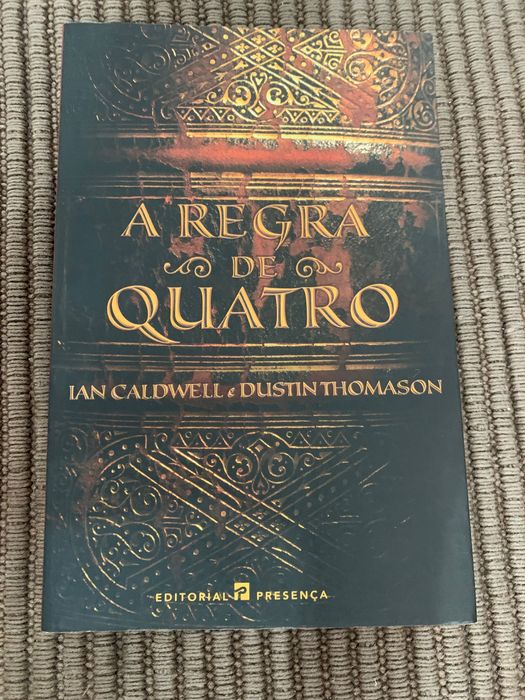 A REGRA
DE
QUATRO
IAN CALDWELL e DUSTIN THOMASON
EDITORIAL P PRESENÇA